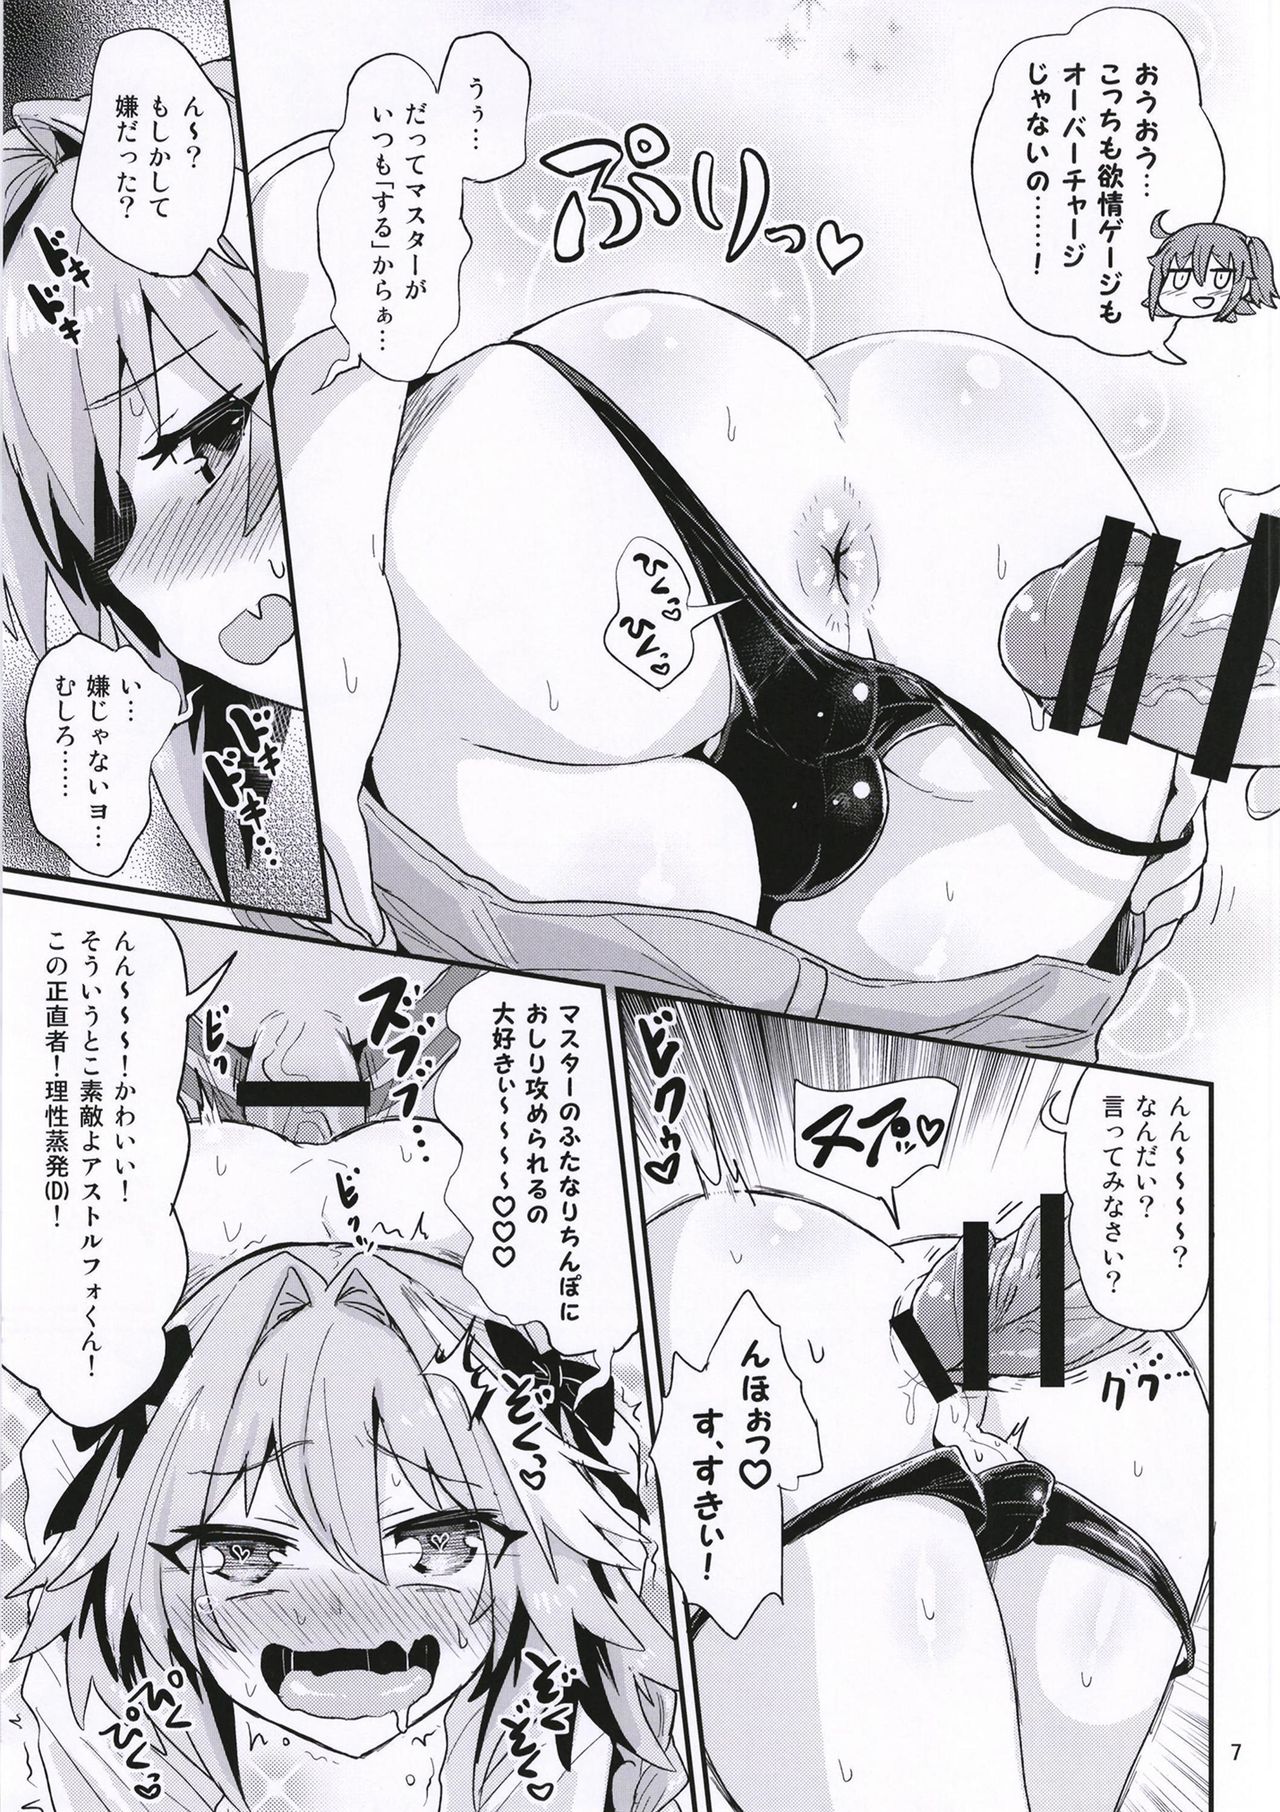 おうおう…
こっちも欲情ゲージも
オーバーチャージ
じゃないの……！
ぷりっ♡
うぅ…
だってマスターが
いつも「する」からぁ…
ん～？
もしかして
嫌だった？
ドキ
ドキ
ひく♡
ひく♡
い…
嫌じゃないヨ…
むしろ……
ドキ
ドキ…
んん～～～～？
なんだい？
言ってみなさい？
ヌプッ♡
ビクゥ♡
グググ…
んほぉっ♡
す、すきぃ！
マスターのふたなりちんぽに
おしり攻められるの
大好きぃ～～～～～♡♡♡
ズブブブ…
ビッ
ビクッ
ぞくぞく♡
ぞくぞく♡
ぴくぴく♡
んん～～～～！かわいい！
そういうとこ素敵よアストルフォくん！
この正直者！理性蒸発(D)！
7